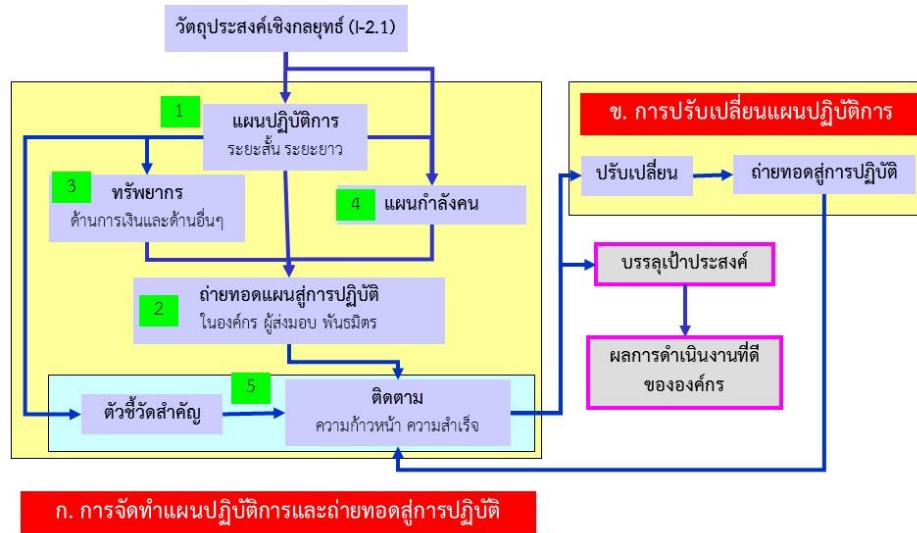 วัตถุประสงค์เชิงกลยุทธ์ (I-2.1)
1
แผนปฏิบัติการ
ระยะสั้น ระยะยาว
3
ทรัพยากร
ด้านการเงินและด้านอื่นๆ
4
แผนกำลังคน
2
ถ่ายทอดแผนสู่การปฏิบัติ
ในองค์กร ผู้ส่งมอบ พันธมิตร
5
ตัวชี้วัดสำคัญ
ติดตาม
ความก้าวหน้า ความสำเร็จ
ก. การจัดทำแผนปฏิบัติการและถ่ายทอดสู่การปฏิบัติ
ข. การปรับเปลี่ยนแผนปฏิบัติการ
ปรับเปลี่ยน
ถ่ายทอดสู่การปฏิบัติ
บรรลุเป้าประสงค์
ผลการดำเนินงานที่ดี
ขององค์กร